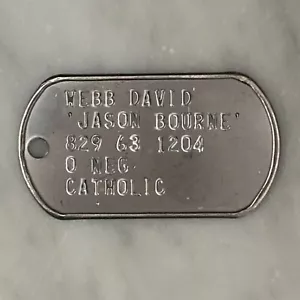 WEBB DAVID
'JASON BOURNE'
829 63 1204
O NEG
CATHOLIC